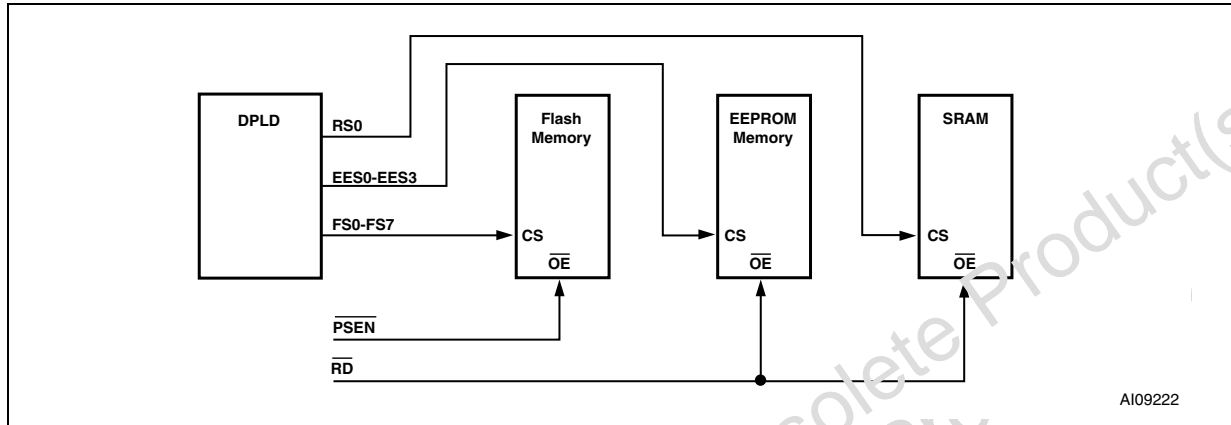 DPLD
RS0
EES0-EES3
FS0-FS7
Flash
Memory
CS
OE
EEPROM
Memory
CS
OE
SRAM
CS
OE
PSEN
RD
AI09222
solete Product(s